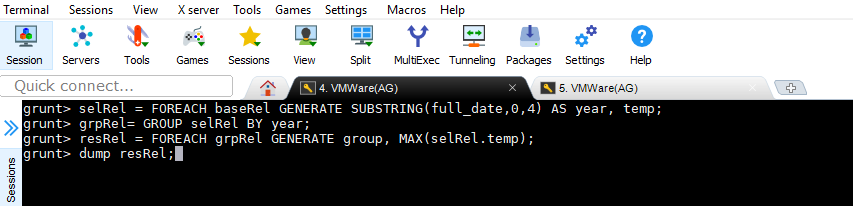 Terminal Sessions View X server Tools Games Settings Macros Help
Session Servers Tools Games Sessions View Split MultiExec Tunneling Packages Settings Help
Quick connect... 4. VMWare(AG) 5. VMWare(AG)
grunt> selRel = FOREACH baseRel GENERATE SUBSTRING(full_date,0,4) AS year, temp;
grunt> grpRel= GROUP selRel BY year;
grunt> resRel = FOREACH grpRel GENERATE group, MAX(selRel.temp);
grunt> dump resRel;
Sessions